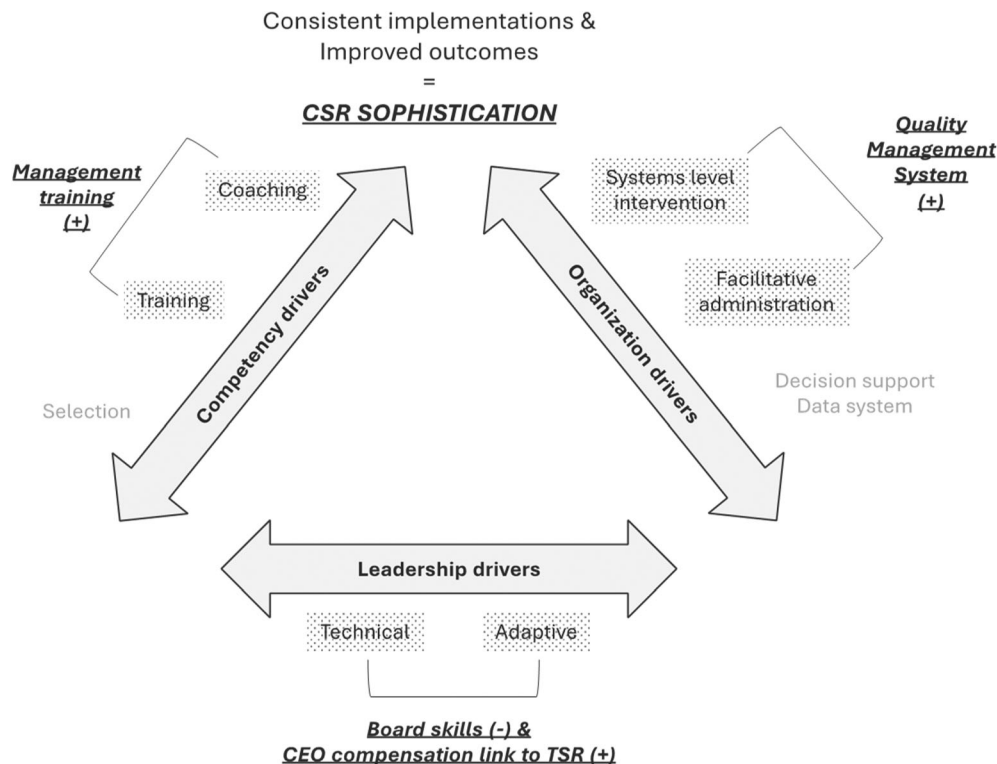 Consistent implementations &
Improved outcomes
=
CSR SOPHISTICATION
Management
training
(+)
Coaching
Training
Selection
Competency drivers
Quality
Management
System
(+)
Systems level
intervention
Facilitative
administration
Decision support
Data system
Organization drivers
Leadership drivers
Technical
Adaptive
Board skills (-) &
CEO compensation link to TSR (+)